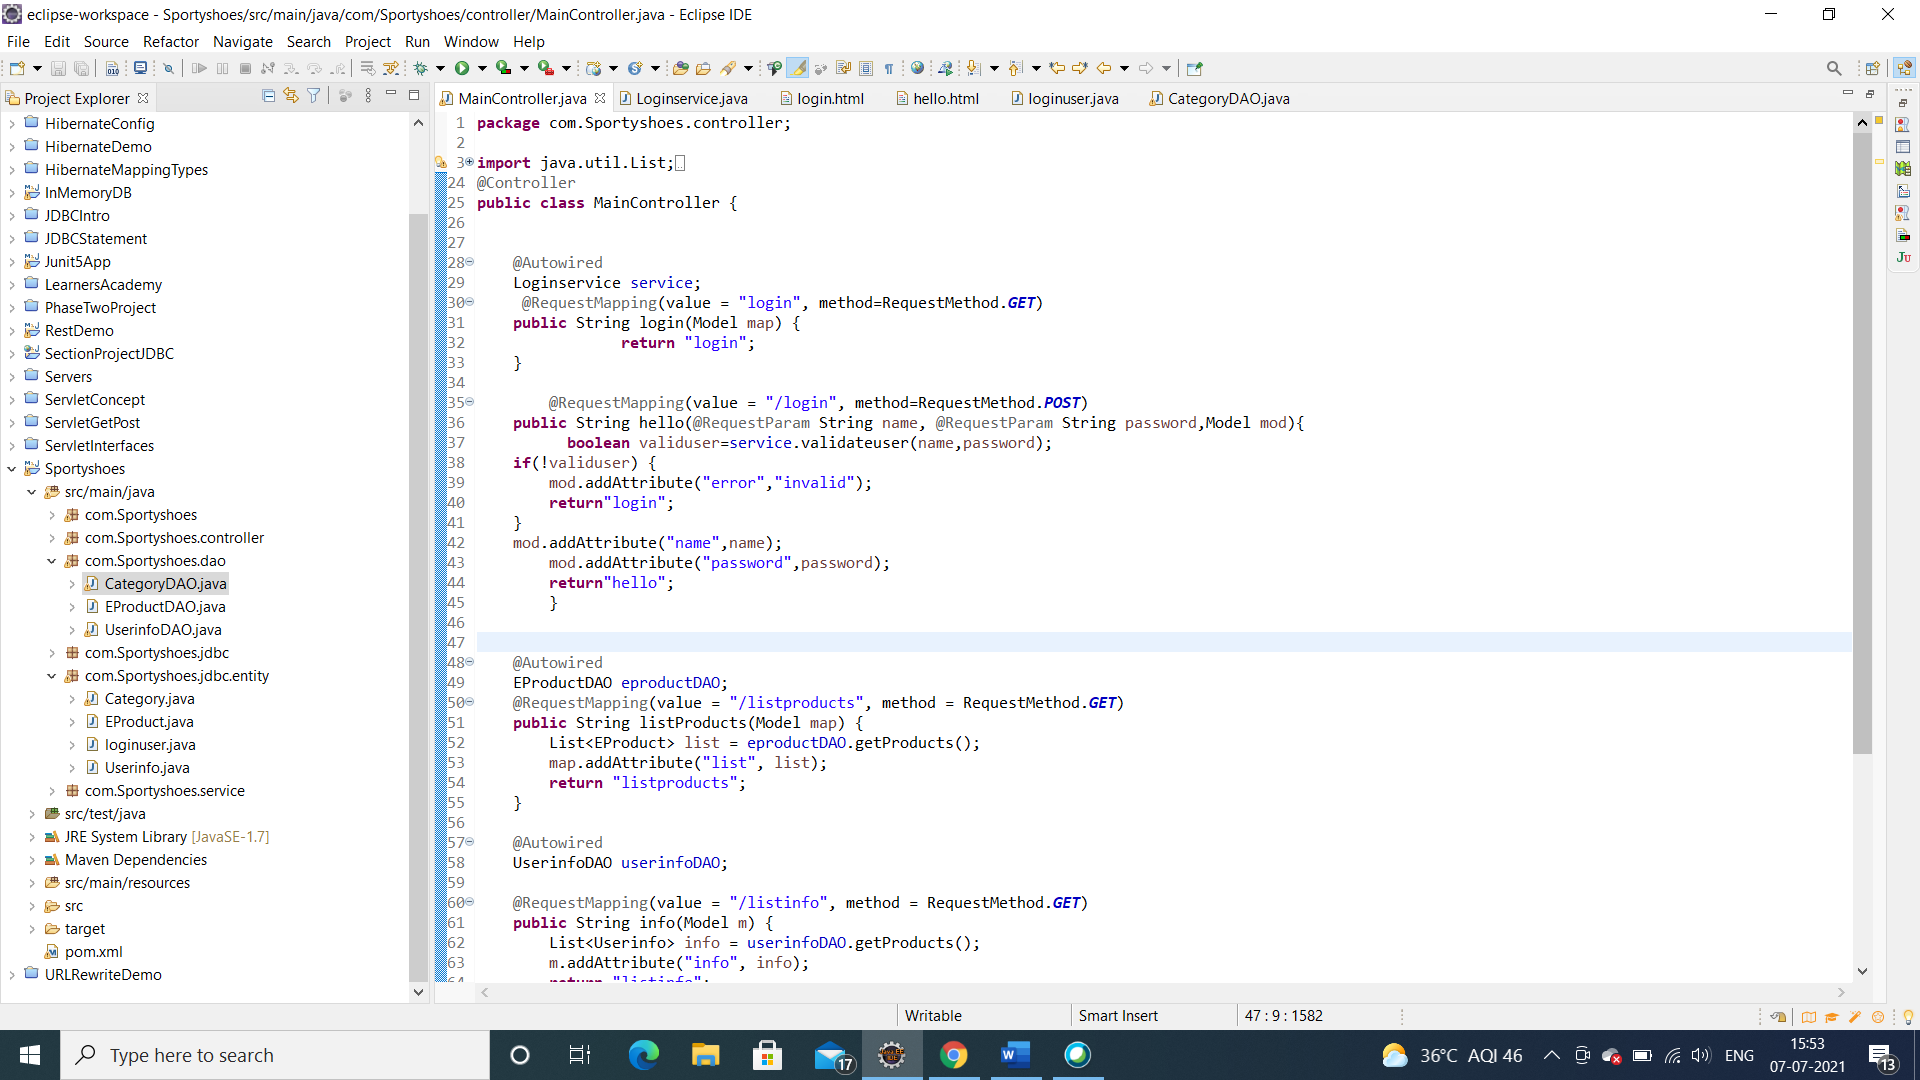 eclipse-workspace - Sportyshoes/src/main/java/com/Sportyshoes/controller/MainController.java - Eclipse IDE
File Edit Source Refactor Navigate Search Project Run Window Help
Project Explorer
HibernateConfig
HibernateDemo
HibernateMappingTypes
InMemoryDB
JDBCIntro
JDBCStatement
Junit5App
LearnersAcademy
PhaseTwoProject
RestDemo
SectionProjectJDBC
Servers
ServletConcept
ServletGetPost
ServletInterfaces
Sportyshoes
src/main/java
com.Sportyshoes
com.Sportyshoes.controller
com.Sportyshoes.dao
CategoryDAO.java
EProductDAO.java
UserinfoDAO.java
com.Sportyshoes.jdbc
com.Sportyshoes.jdbc.entity
Category.java
EProduct.java
loginuser.java
Userinfo.java
com.Sportyshoes.service
src/test/java
JRE System Library [JavaSE-1.7]
Maven Dependencies
src/main/resources
src
target
pom.xml
URLRewriteDemo
MainController.java Loginservice.java login.html hello.html loginuser.java CategoryDAO.java
1 package com.Sportyshoes.controller;
2
3 import java.util.List;
24 @Controller
25 public class MainController {
26
27
28 @Autowired
29 Loginservice service;
30 @RequestMapping(value = "login", method=RequestMethod.GET)
31 public String login(Model map) {
32 return "login";
33 }
34
35 @RequestMapping(value = "/login", method=RequestMethod.POST)
36 public String hello(@RequestParam String name, @RequestParam String password,Model mod){
37 boolean validuser=service.validateuser(name,password);
38 if(!validuser) {
39 mod.addAttribute("error","invalid");
40 return"login";
41 }
42 mod.addAttribute("name",name);
43 mod.addAttribute("password",password);
44 return"hello";
45 }
46
47
48 @Autowired
49 EProductDAO eproductDAO;
50 @RequestMapping(value = "/listproducts", method = RequestMethod.GET)
51 public String listProducts(Model map) {
52 List<EProduct> list = eproductDAO.getProducts();
53 map.addAttribute("list", list);
54 return "listproducts";
55 }
56
57 @Autowired
58 UserinfoDAO userinfoDAO;
59
60 @RequestMapping(value = "/listinfo", method = RequestMethod.GET)
61 public String info(Model m) {
62 List<Userinfo> info = userinfoDAO.getProducts();
63 m.addAttribute("info", info);
64 return "listinfo";
Writable Smart Insert 47 : 9 : 1582
Type here to search
17
36°C AQI 46 ENG
15:53
07-07-2021
13